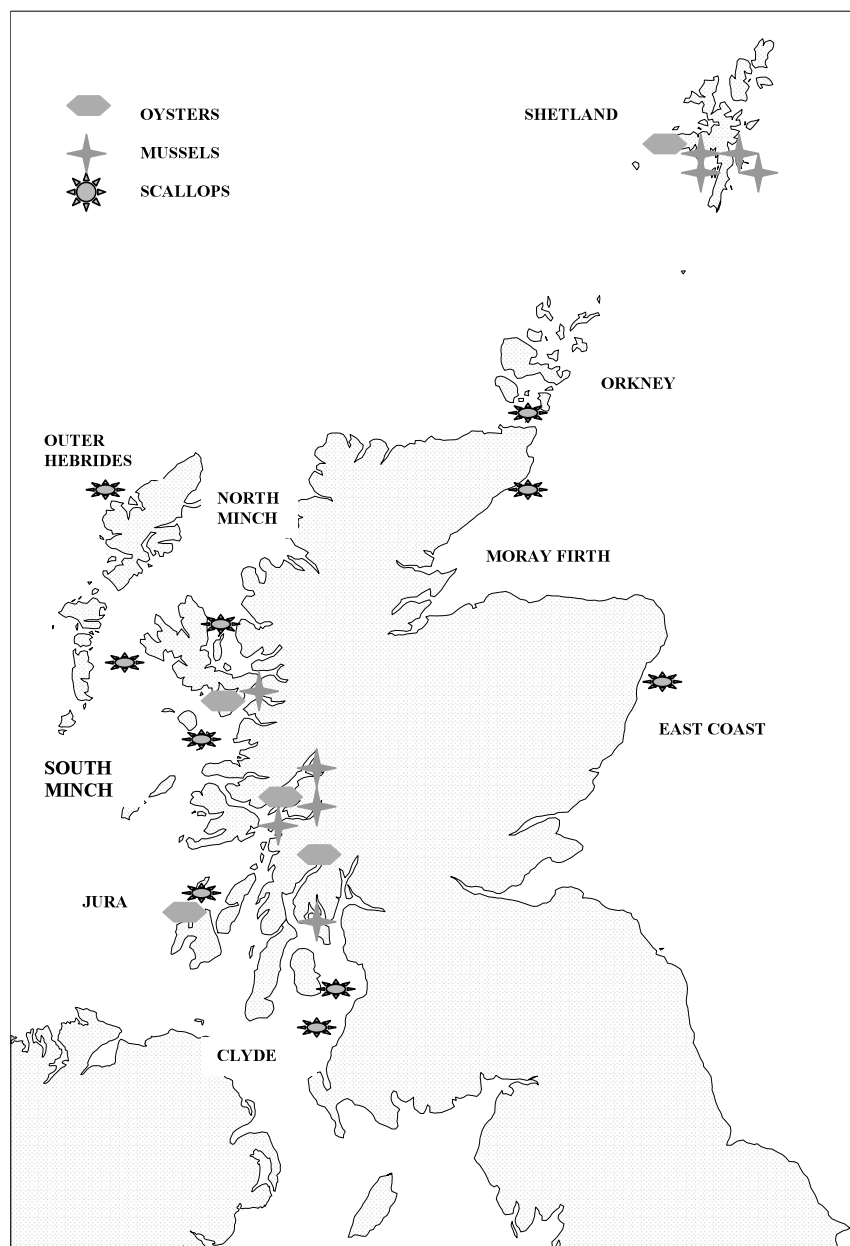 OYSTERS
MUSSELS
SCALLOPS
SHETLAND
ORKNEY
OUTER
HEBRIDES
NORTH
MINCH
MORAY FIRTH
EAST COAST
SOUTH
MINCH
JURA
CLYDE